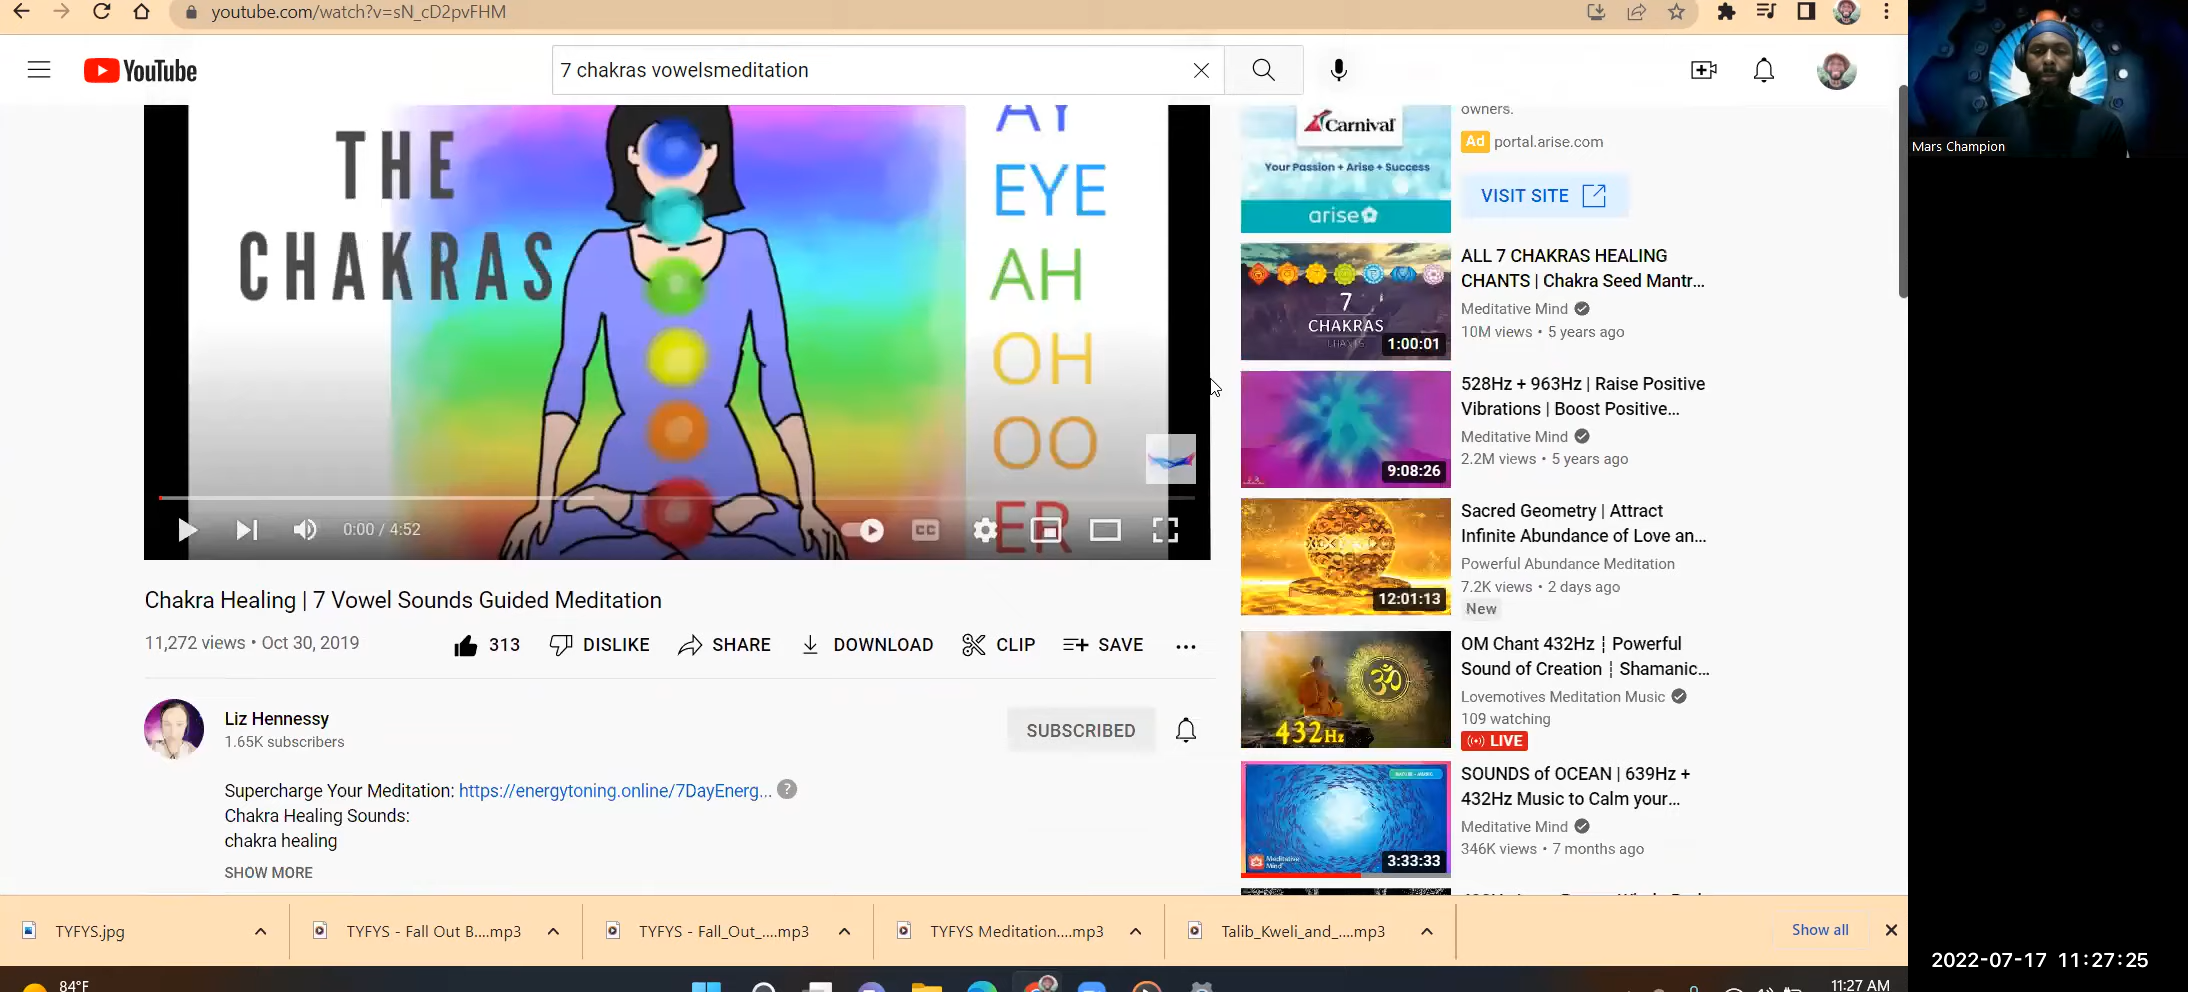 youtube.com/watch?v=sN_cD2pvFHM
YouTube
7 chakras vowelsmeditation
Mars Champion
THE
CHAKRAS
AY
EYE
AH
OH
OO
ER
0:00 / 4:52
CC
Chakra Healing | 7 Vowel Sounds Guided Meditation
11,272 views • Oct 30, 2019
313
DISLIKE
SHARE
DOWNLOAD
CLIP
SAVE
Liz Hennessy
1.65K subscribers
SUBSCRIBED
Supercharge Your Meditation: https://energytoning.online/7DayEnerg... ?
Chakra Healing Sounds:
chakra healing
SHOW MORE
Carnival
Your Passion + Arise + Success
arise
owners.
Ad portal.arise.com
VISIT SITE
7
CHAKRAS
CHANTS
1:00:01
ALL 7 CHAKRAS HEALING
CHANTS | Chakra Seed Mantr...
Meditative Mind
10M views • 5 years ago
9:08:26
528Hz + 963Hz | Raise Positive
Vibrations | Boost Positive...
Meditative Mind
2.2M views • 5 years ago
12:01:13
Sacred Geometry | Attract
Infinite Abundance of Love an...
Powerful Abundance Meditation
7.2K views • 2 days ago
New
ॐ
432Hz
OM Chant 432Hz ¦ Powerful
Sound of Creation ¦ Shamanic...
Lovemotives Meditation Music
109 watching
LIVE
Meditative
Mind
3:33:33
SOUNDS of OCEAN | 639Hz +
432Hz Music to Calm your...
Meditative Mind
346K views • 7 months ago
TYFYS.jpg
TYFYS - Fall Out B....mp3
TYFYS - Fall_Out_....mp3
TYFYS Meditation....mp3
Talib_Kweli_and_....mp3
Show all
84°F
11:27 AM
2022-07-17 11:27:25